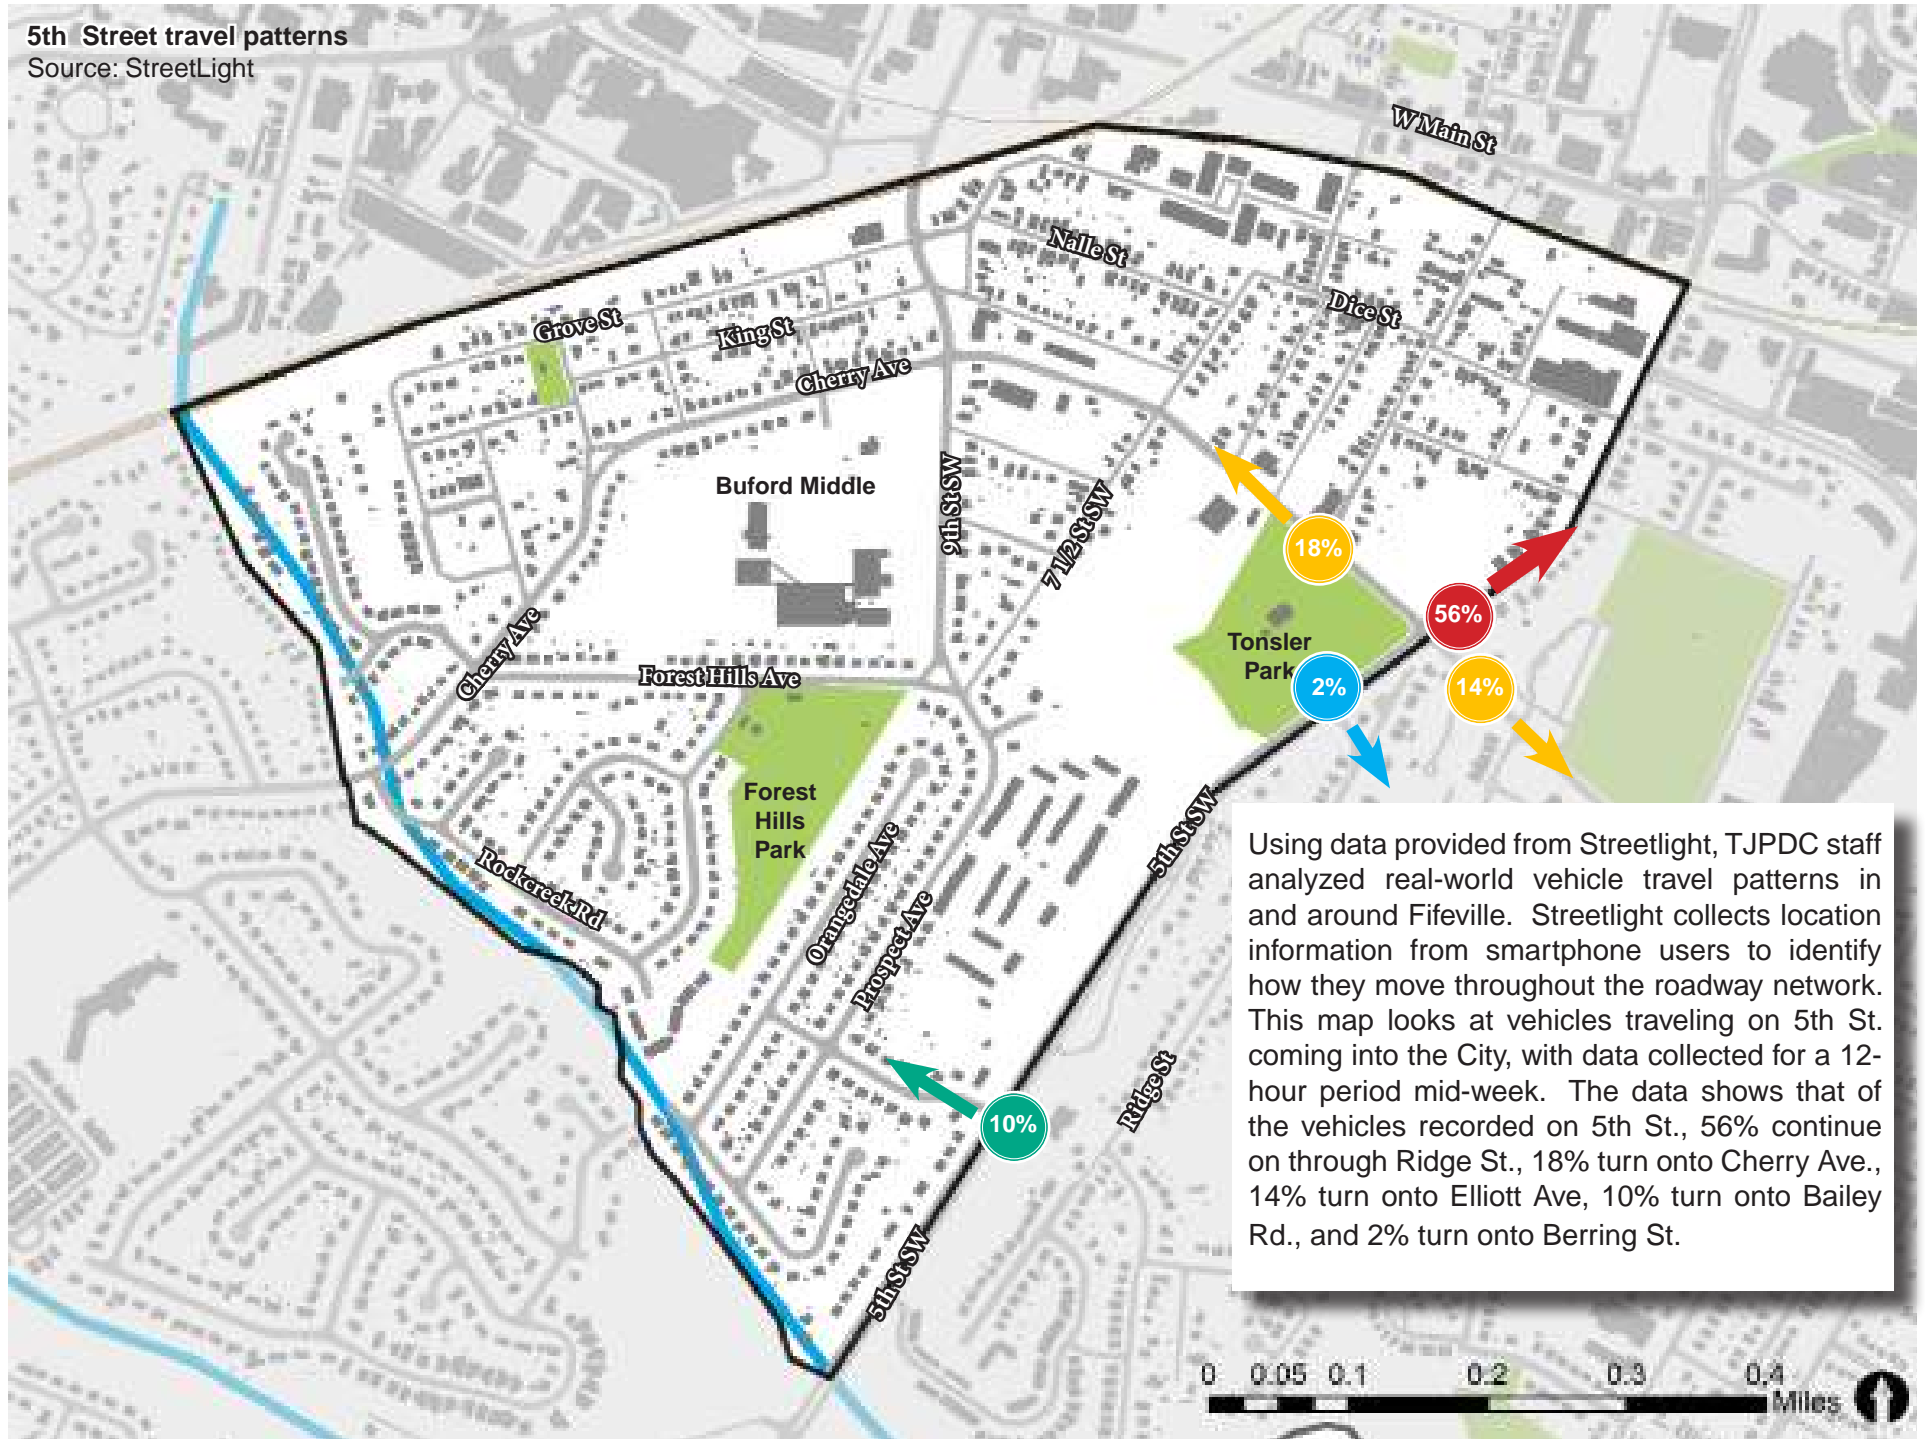 5th Street travel patterns
Source: StreetLight
W Main St
Nalle St
Dice St
Grove St
King St
Cherry Ave
Buford Middle
9th St SW
7 1/2 St SW
18%
56%
Tonsler
Park
2%
14%
Cherry Ave
Forest Hills Ave
Forest
Hills
Park
5th St SW
Orangedale Ave
Rockcreek Rd
Prospect Ave
Ridge St
10%
5th St SW
Using data provided from Streetlight, TJPDC staff
analyzed real-world vehicle travel patterns in
and around Fifeville. Streetlight collects location
information from smartphone users to identify
how they move throughout the roadway network.
This map looks at vehicles traveling on 5th St.
coming into the City, with data collected for a 12-
hour period mid-week. The data shows that of
the vehicles recorded on 5th St., 56% continue
on through Ridge St., 18% turn onto Cherry Ave.,
14% turn onto Elliott Ave, 10% turn onto Bailey
Rd., and 2% turn onto Berring St.
0 0.05 0.1 0.2 0.3 0.4
Miles